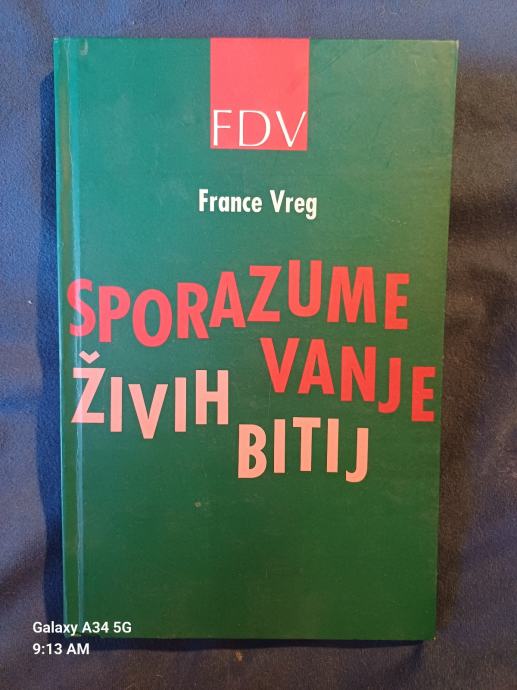 FDV
France Vreg
SPORAZUME
VANJE
ŽIVIH
BITIJ
Galaxy A34 5G
9:13 AM